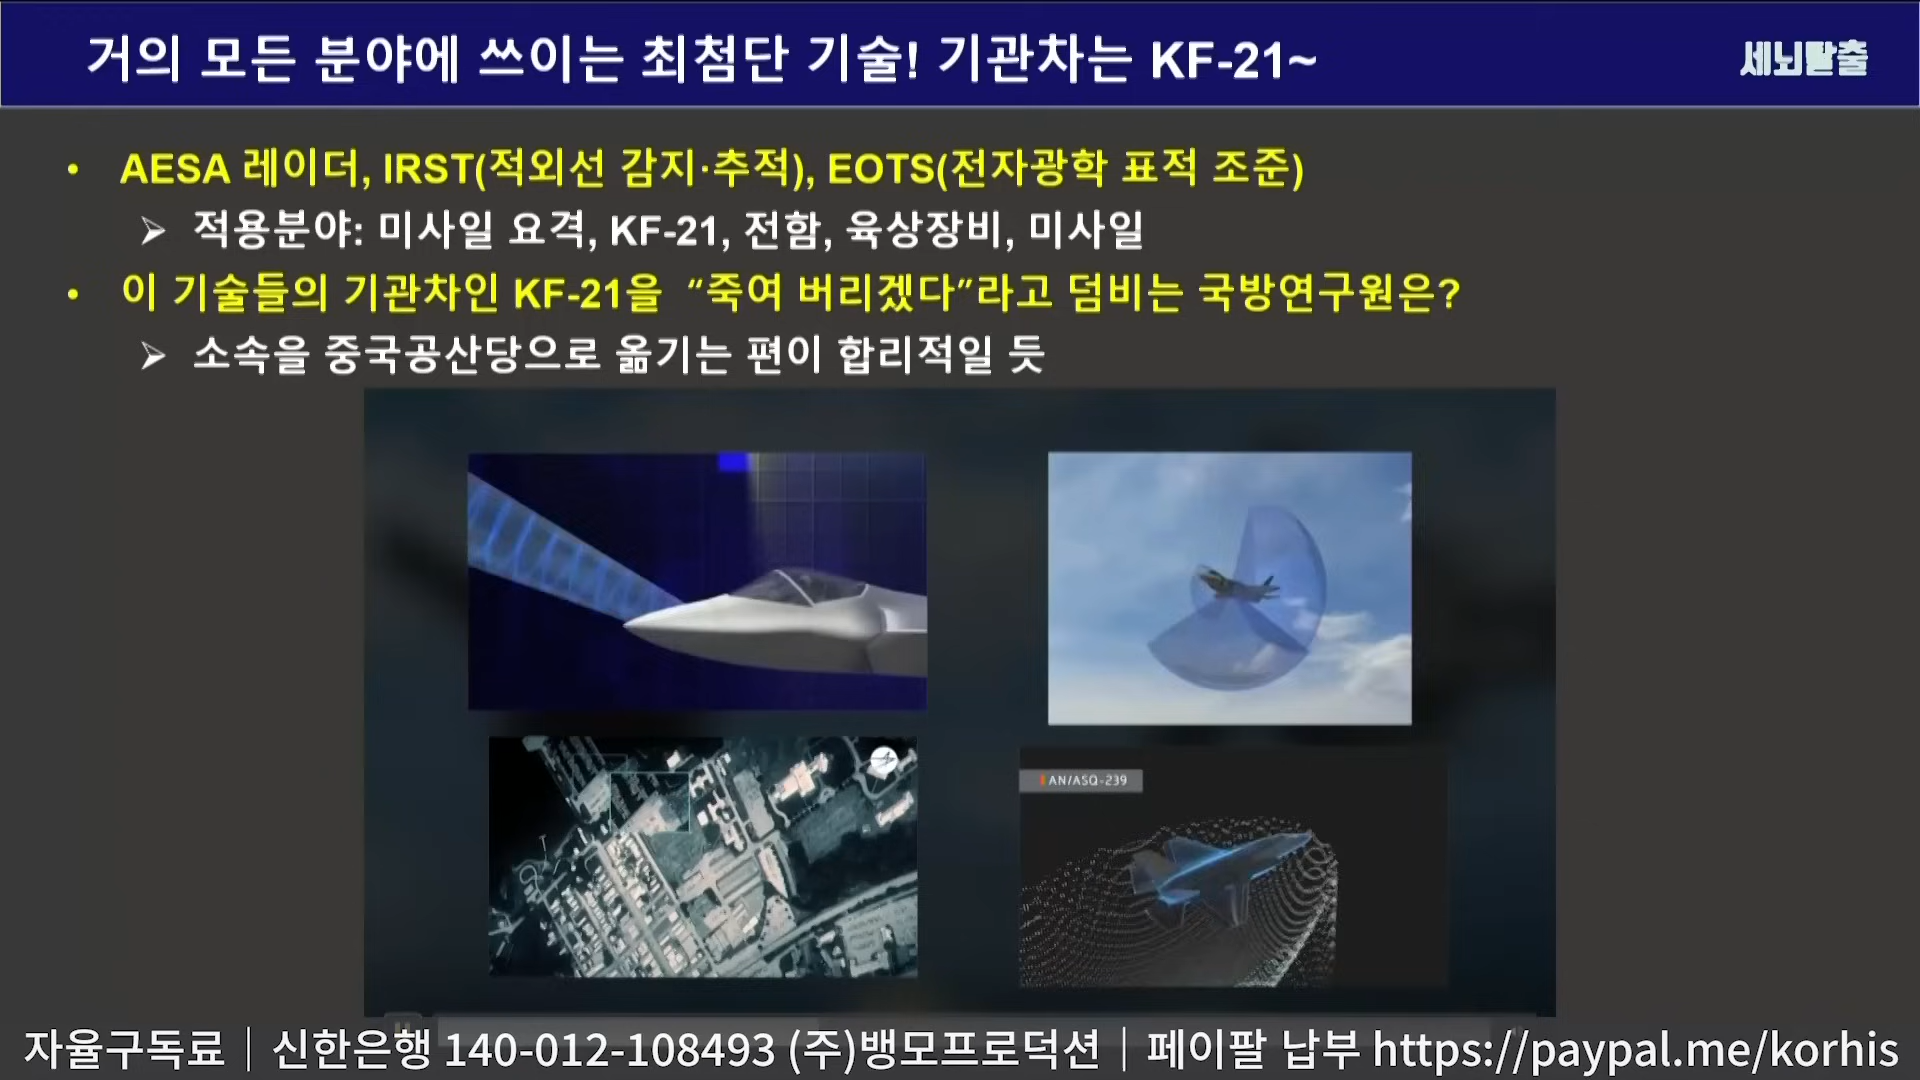 거의 모든 분야에 쓰이는 최첨단 기술! 기관차는 KF-21~
세뇌탈출
• AESA 레이더, IRST(적외선 감지·추적), EOTS(전자광학 표적 조준)
➢ 적용분야: 미사일 요격, KF-21, 전함, 육상장비, 미사일
• 이 기술들의 기관차인 KF-21을 “죽여 버리겠다”라고 덤비는 국방연구원은?
➢ 소속을 중국공산당으로 옮기는 편이 합리적일 듯
AN/ASQ-239
자율구독료｜신한은행 140-012-108493 (주)뱅모프로덕션｜페이팔 납부 https://paypal.me/korhis